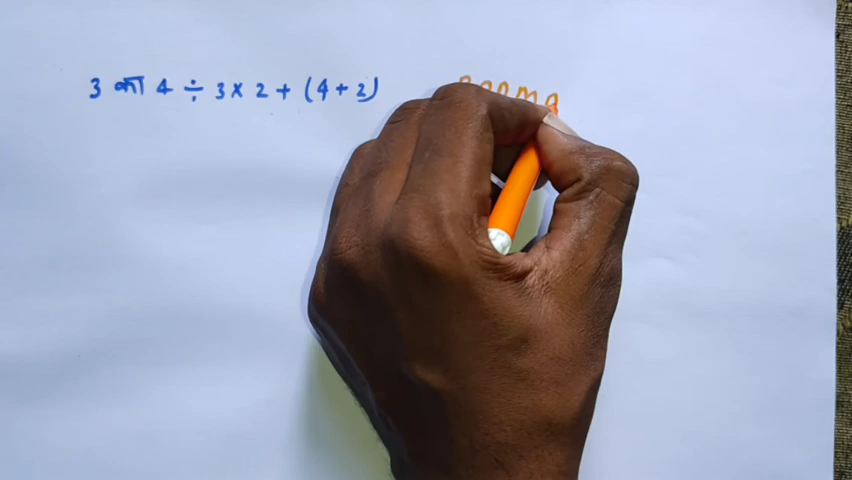 3 का 4 ÷ 3 × 2 + (4 + 2)